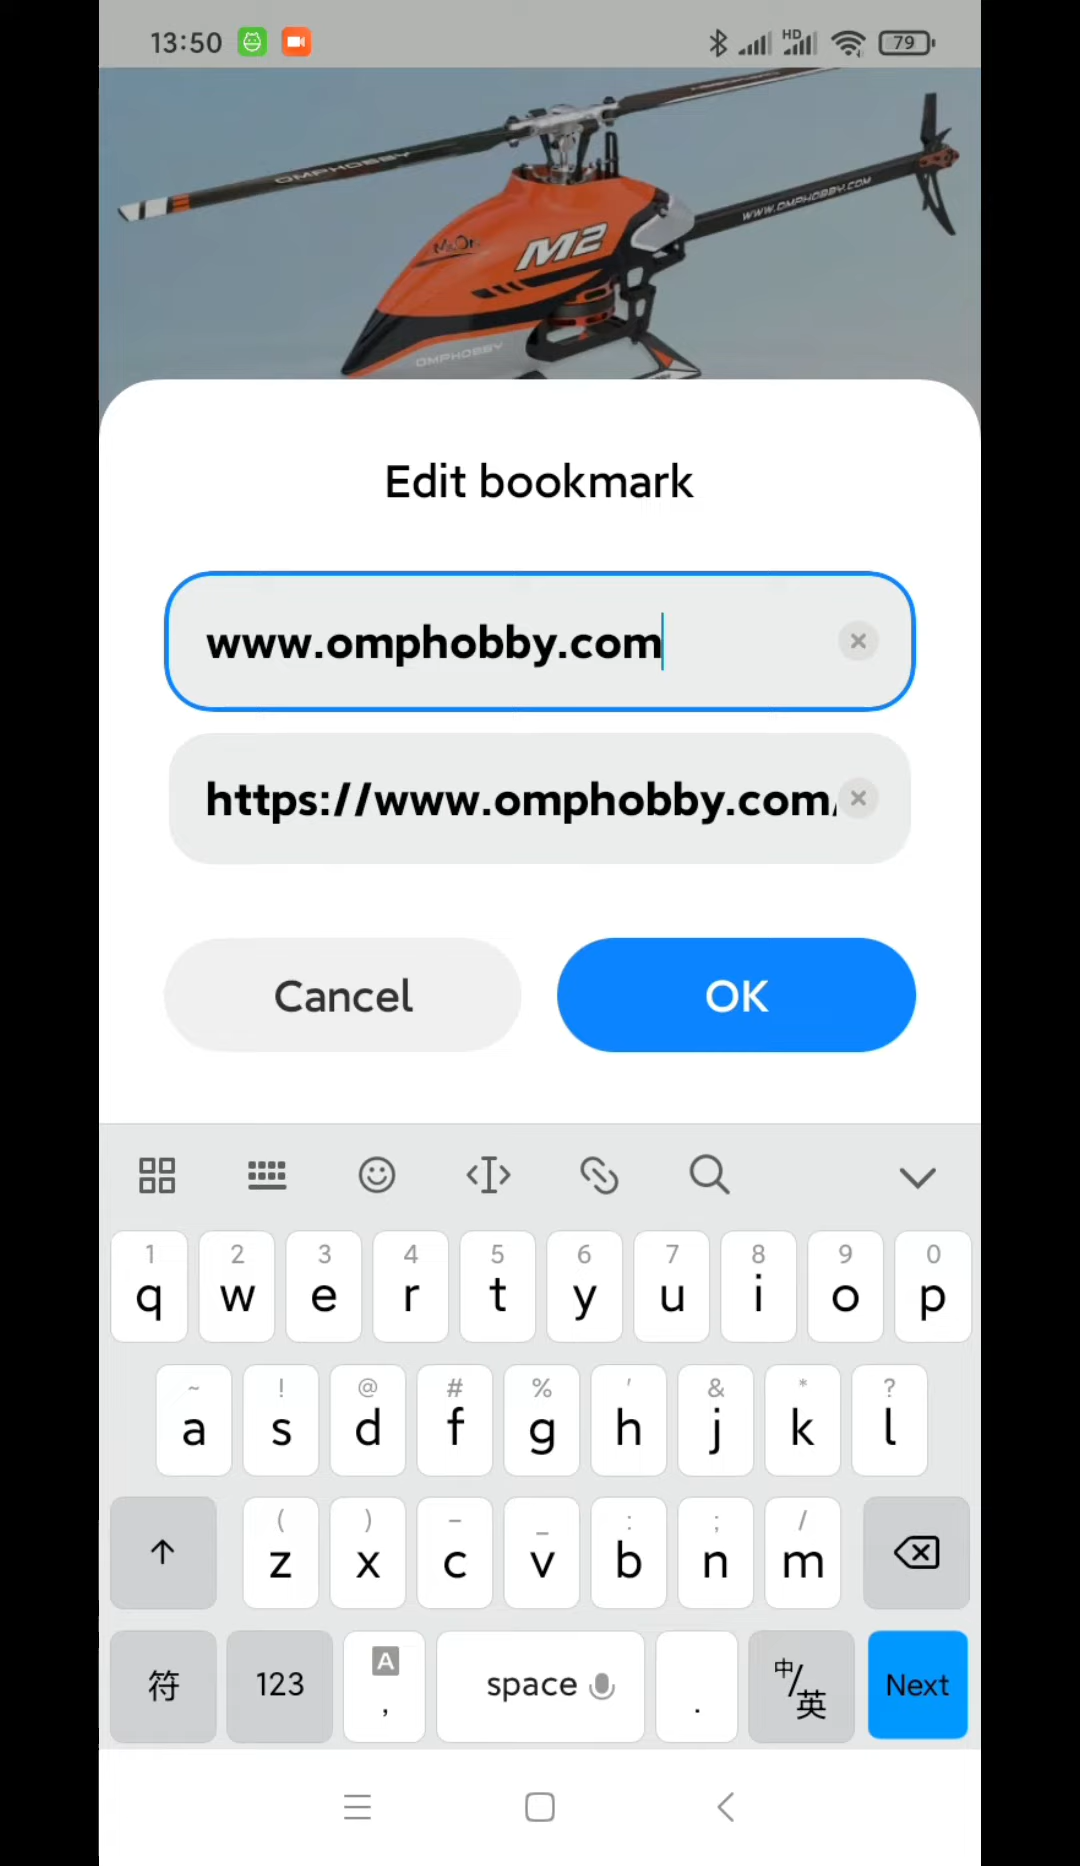 13:50
HD
79
OMPHOBBY
WWW.OMPHOBBY.COM
M2
OMPHOBBY
Edit bookmark
www.omphobby.com
https://www.omphobby.com/
Cancel
OK
1 2 3 4 5 6 7 8 9 0
q w e r t y u i o p
~ ! @ # % ' & * ?
a s d f g h j k l
( ) - _ : ; /
z x c v b n m
符 123 A , space . 中/英 Next